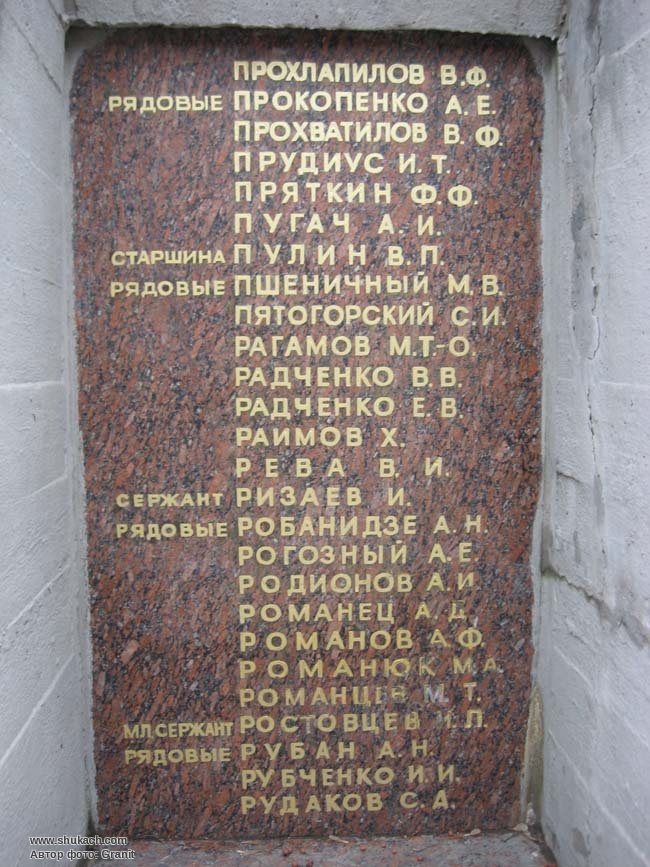 ПРОХЛАПИЛОВ В.Ф.
РЯДОВЫЕ ПРОКОПЕНКО А. Е.
ПРОХВАТИЛОВ В. Ф.
ПРУДИУС И. Т.
ПРЯТКИН Ф.Ф.
ПУГАЧ А. И.
СТАРШИНА ПУЛИН В. П.
РЯДОВЫЕ ПШЕНИЧНЫЙ М. В.
ПЯТОГОРСКИЙ С. И.
РАГАМОВ М.Т.-О.
РАДЧЕНКО В. В.
РАДЧЕНКО Е. В.
РАИМОВ Х.
РЕВА В. И.
СЕРЖАНТ РИЗАЕВ И.
РЯДОВЫЕ РОБАНИДЗЕ А. Н.
РОГОЗНЫЙ А. Е.
РОДИОНОВ А. И.
РОМАНЕЦ А. Д.
РОМАНОВ А.Ф.
РОМАНЮК М.А.
РОМАНЦЕВ М. Т.
МЛ.СЕРЖАНТ РОСТОВЦЕВ И.П.
РЯДОВЫЕ РУБАН А. Н.
РУБЧЕНКО И. И.
РУДАКОВ С. А.
www.shukach.com
Автор фото: Granit